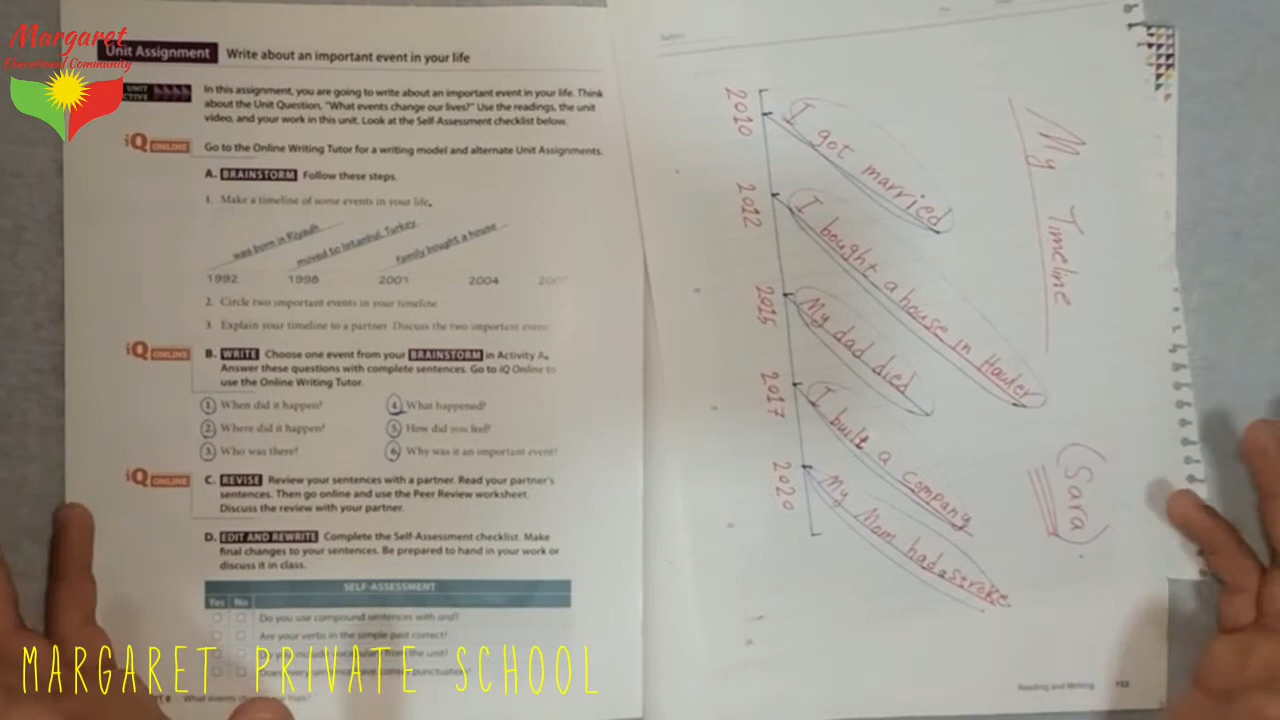 Margaret
Educational Community
Unit Assignment Write about an important event in your life
UNIT
In this assignment, you are going to write about an important event in your life. Think
about the Unit Question, "What events change our lives?" Use the readings, the unit
video, and your work in this unit. Look at the Self-Assessment checklist below.
iQ ONLINE Go to the Online Writing Tutor for a writing model and alternate Unit Assignments.
A. BRAINSTORM Follow these steps.
1. Make a timeline of some events in your life.
was born in Riyadh
moved to Istanbul, Turkey
family bought a house
1992 1998 2001 2004
2. Circle two important events in your timeline
3. Explain your timeline to a partner. Discuss the two important
iQ ONLINE B. WRITE Choose one event from your BRAINSTORM in Activity A.
Answer these questions with complete sentences. Go to iQ Online to
use the Online Writing Tutor.
1. When did it happen? 4. What happened?
2. Where did it happen? 5. How did you feel?
3. Who was there? 6. Why was it an important event?
iQ ONLINE C. REVISE Review your sentences with a partner. Read your partner's
sentences. Then go online and use the Peer Review worksheet.
Discuss the review with your partner.
D. EDIT AND REWRITE Complete the Self-Assessment checklist. Make
final changes to your sentences. Be prepared to hand in your work or
discuss it in class.
SELF-ASSESSMENT
Yes No
Do you use compound sentences with and?
Are your verbs in the simple past correct?
from the unit?
punctuation?
What events
MARGARET PRIVATE SCHOOL
My Timeline
(Sara)
2010 I got married
2012 I bought a house in Hawler
2015 My dad died
2017 I built a company
2020 My Mom had a stroke.
Reading and Writing 153